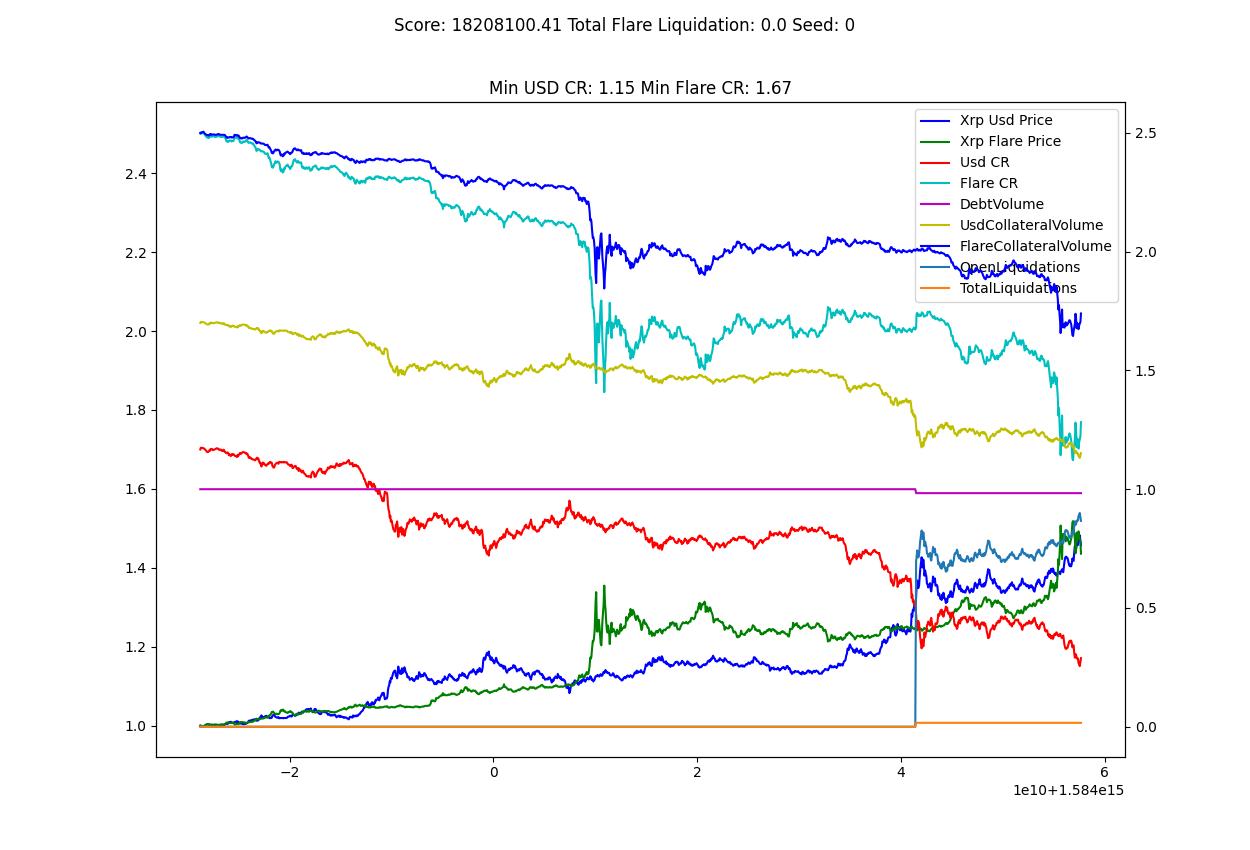 Score: 18208100.41 Total Flare Liquidation: 0.0 Seed: 0
Min USD CR: 1.15 Min Flare CR: 1.67
Xrp Usd Price
Xrp Flare Price
Usd CR
Flare CR
DebtVolume
UsdCollateralVolume
FlareCollateralVolume
OpenLiquidations
TotalLiquidations
2.4
2.2
2.0
1.8
1.6
1.4
1.2
1.0
2.5
2.0
1.5
1.0
0.5
0.0
−2 0 2 4 6
1e10+1.584e15